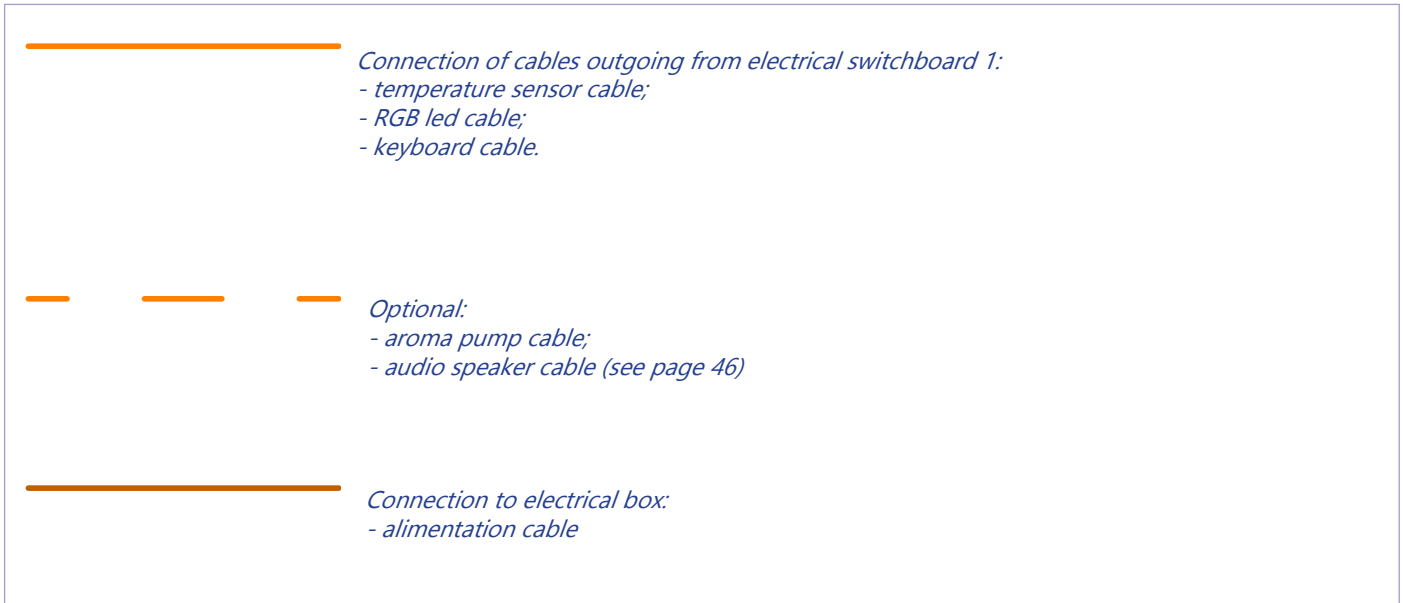 Connection of cables outgoing from electrical switchboard 1:
- temperature sensor cable;
- RGB led cable;
- keyboard cable.
Optional:
- aroma pump cable;
- audio speaker cable (see page 46)
Connection to electrical box:
- alimentation cable